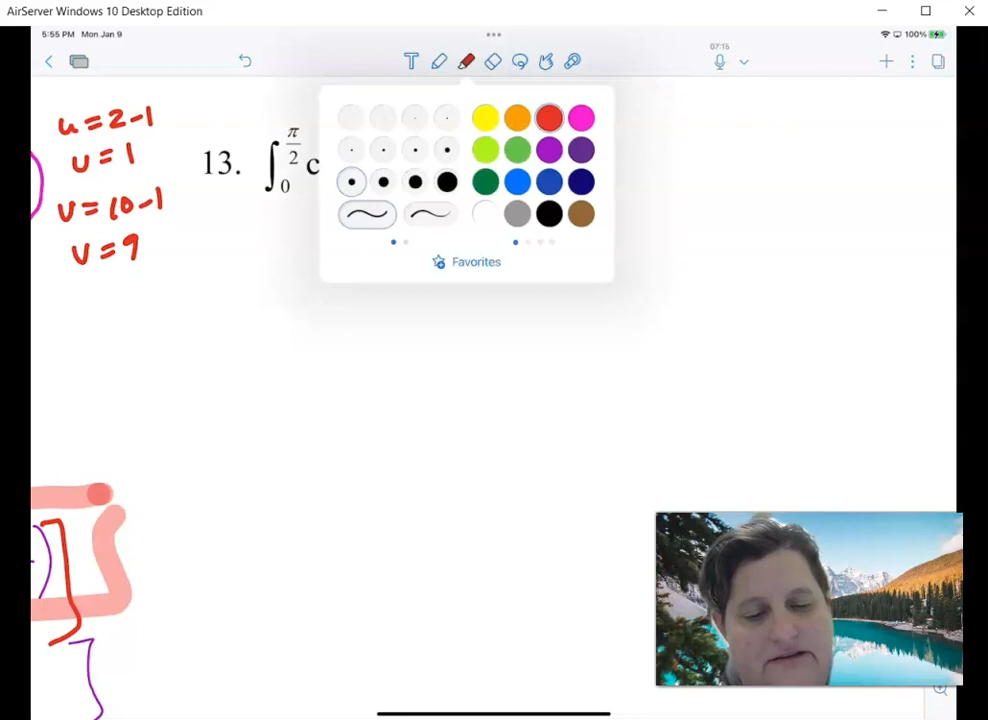 AirServer Windows 10 Desktop Edition
5:55 PM Mon Jan 9
100%
07:15
T
u = 2-1
u = 1
v = 10-1
v = 9
13. ∫₀^(π/2) c
Favorites